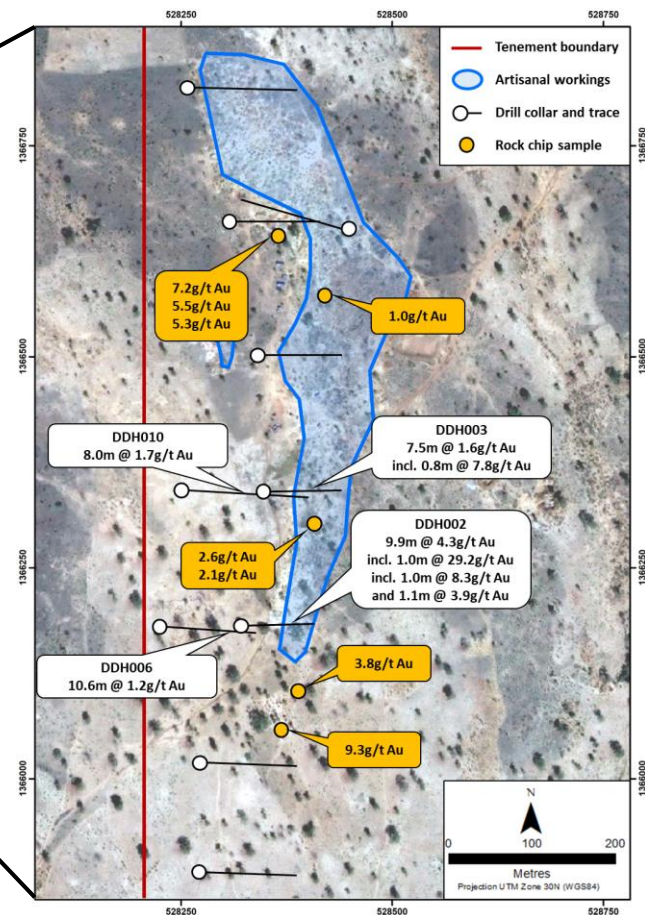 528250
528500
528750
Tenement boundary
Artisanal workings
Drill collar and trace
Rock chip sample
1366750
1366750
7.2g/t Au
5.5g/t Au
5.3g/t Au
1.0g/t Au
1366500
1366500
DDH010
8.0m @ 1.7g/t Au
DDH003
7.5m @ 1.6g/t Au
incl. 0.8m @ 7.8g/t Au
2.6g/t Au
2.1g/t Au
DDH002
9.9m @ 4.3g/t Au
incl. 1.0m @ 29.2g/t Au
incl. 1.0m @ 8.3g/t Au
and 1.1m @ 3.9g/t Au
1366250
1366250
DDH006
10.6m @ 1.2g/t Au
3.8g/t Au
9.3g/t Au
1366000
1366000
N
0 100 200
Metres
Projection UTM Zone 30N (WGS84)
528250
528500
528750